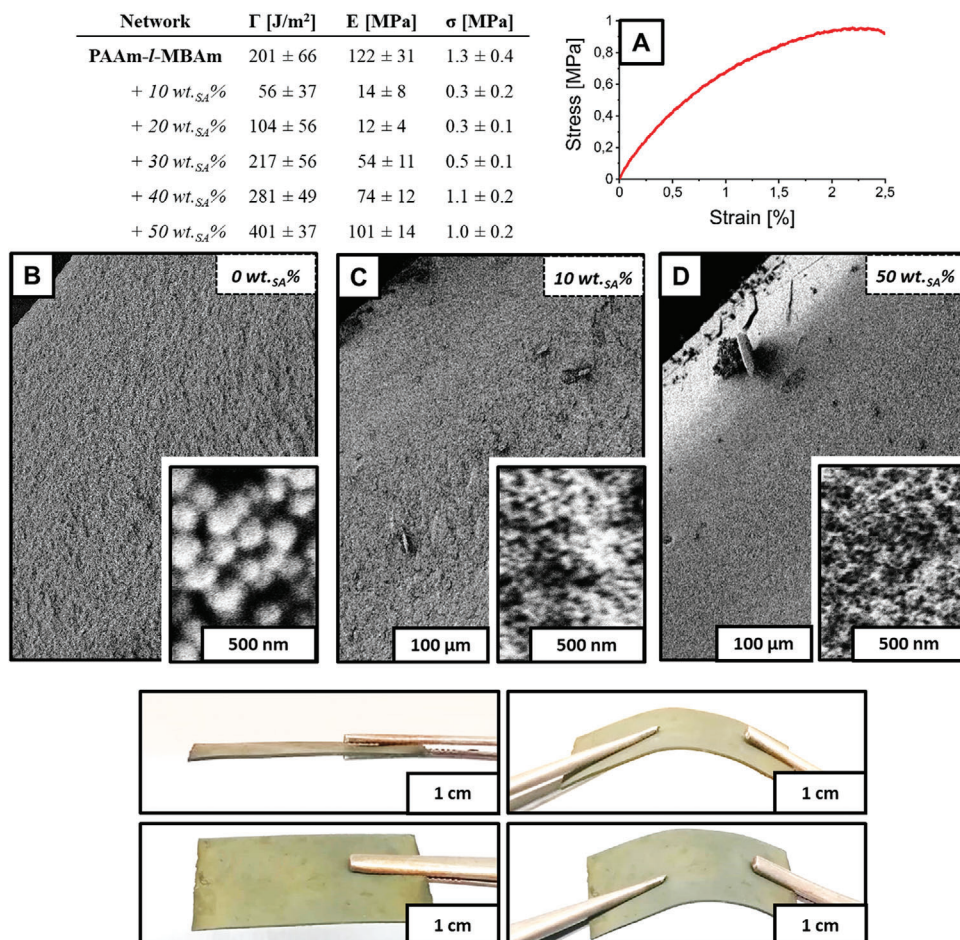 Network Γ [J/m²] E [MPa] σ [MPa]
PAAm-l-MBAm 201 ± 66 122 ± 31 1.3 ± 0.4
+ 10 wt.SA% 56 ± 37 14 ± 8 0.3 ± 0.2
+ 20 wt.SA% 104 ± 56 12 ± 4 0.3 ± 0.1
+ 30 wt.SA% 217 ± 56 54 ± 11 0.5 ± 0.1
+ 40 wt.SA% 281 ± 49 74 ± 12 1.1 ± 0.2
+ 50 wt.SA% 401 ± 37 101 ± 14 1.0 ± 0.2
A
Stress [MPa]
1
0,8
0,6
0,4
0,2
0
0 0,5 1 1,5 2 2,5
Strain [%]
B
0 wt.SA%
500 nm
C
10 wt.SA%
100 µm
500 nm
D
50 wt.SA%
100 µm
500 nm
1 cm
1 cm
1 cm
1 cm